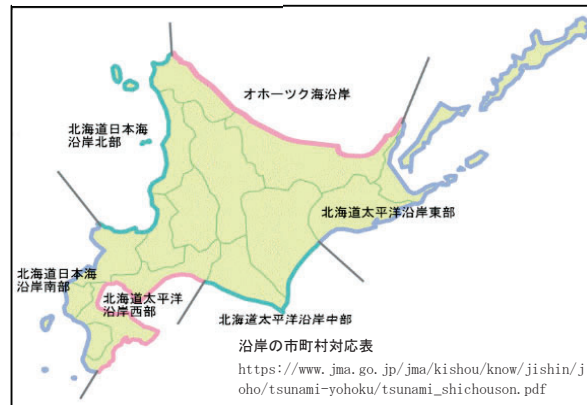 オホーツク海沿岸
北海道日本海
沿岸北部
北海道太平洋沿岸東部
北海道日本海
沿岸南部
北海道太平洋
沿岸西部
北海道太平洋沿岸中部
沿岸の市町村対応表
https://www.jma.go.jp/jma/kishou/know/jishin/j
oho/tsunami-yohoku/tsunami_shichouson.pdf